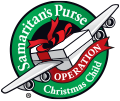 Samaritan's Purse
OPERATION
Christmas Child
®